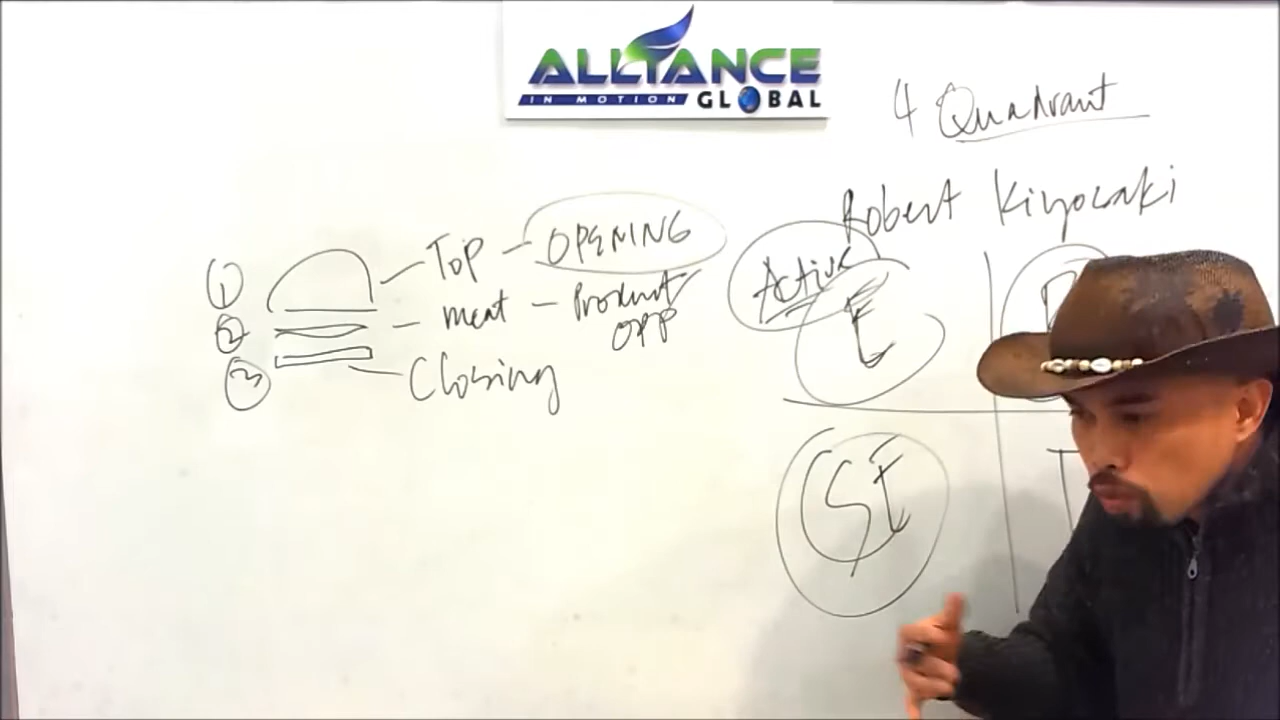 ALLIANCE
IN MOTION GLOBAL
4 Quadrant
Robert Kiyosaki
1 Top - OPENING
2 meat - Product
OPP
3 Closing
Active
E
B
SE
I